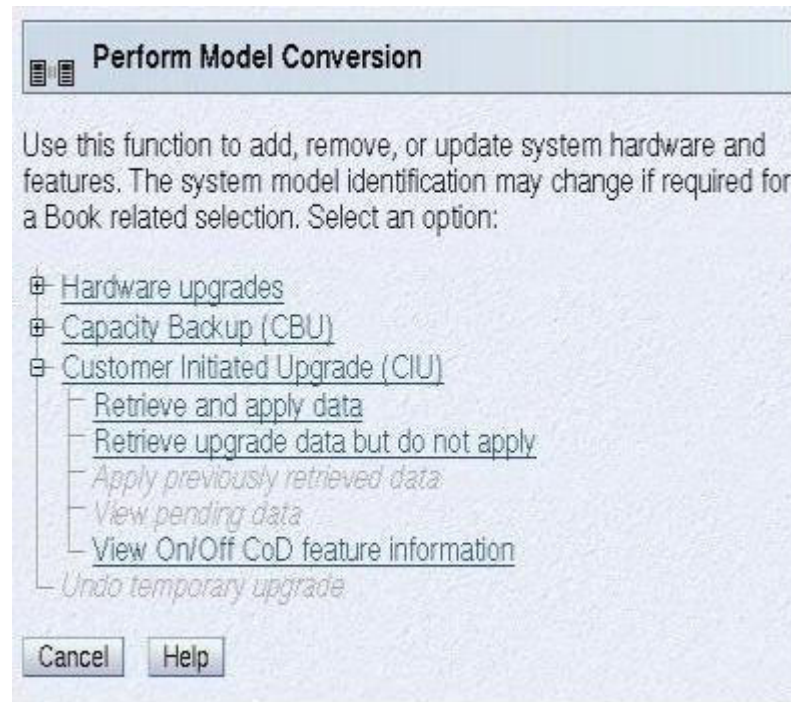 Perform Model Conversion
Use this function to add, remove, or update system hardware and
features. The system model identification may change if required for
a Book related selection. Select an option:
Hardware upgrades
Capacity Backup (CBU)
Customer Initiated Upgrade (CIU)
Retrieve and apply data
Retrieve upgrade data but do not apply
Apply previously retrieved data
View pending data
View On/Off CoD feature information
Undo temporary upgrade
Cancel Help